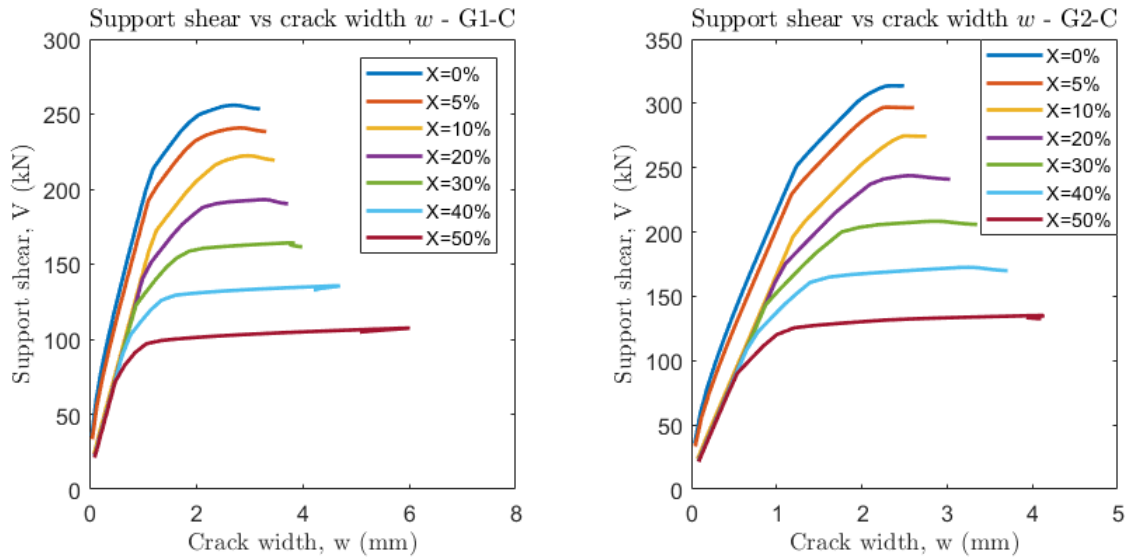 Support shear vs crack width w - G1-C
300
250
200
150
100
50
0
Support shear, V (kN)
0 2 4 6 8
Crack width, w (mm)
X=0%
X=5%
X=10%
X=20%
X=30%
X=40%
X=50%
Support shear vs crack width w - G2-C
350
300
250
200
150
100
50
0
Support shear, V (kN)
0 1 2 3 4 5
Crack width, w (mm)
X=0%
X=5%
X=10%
X=20%
X=30%
X=40%
X=50%